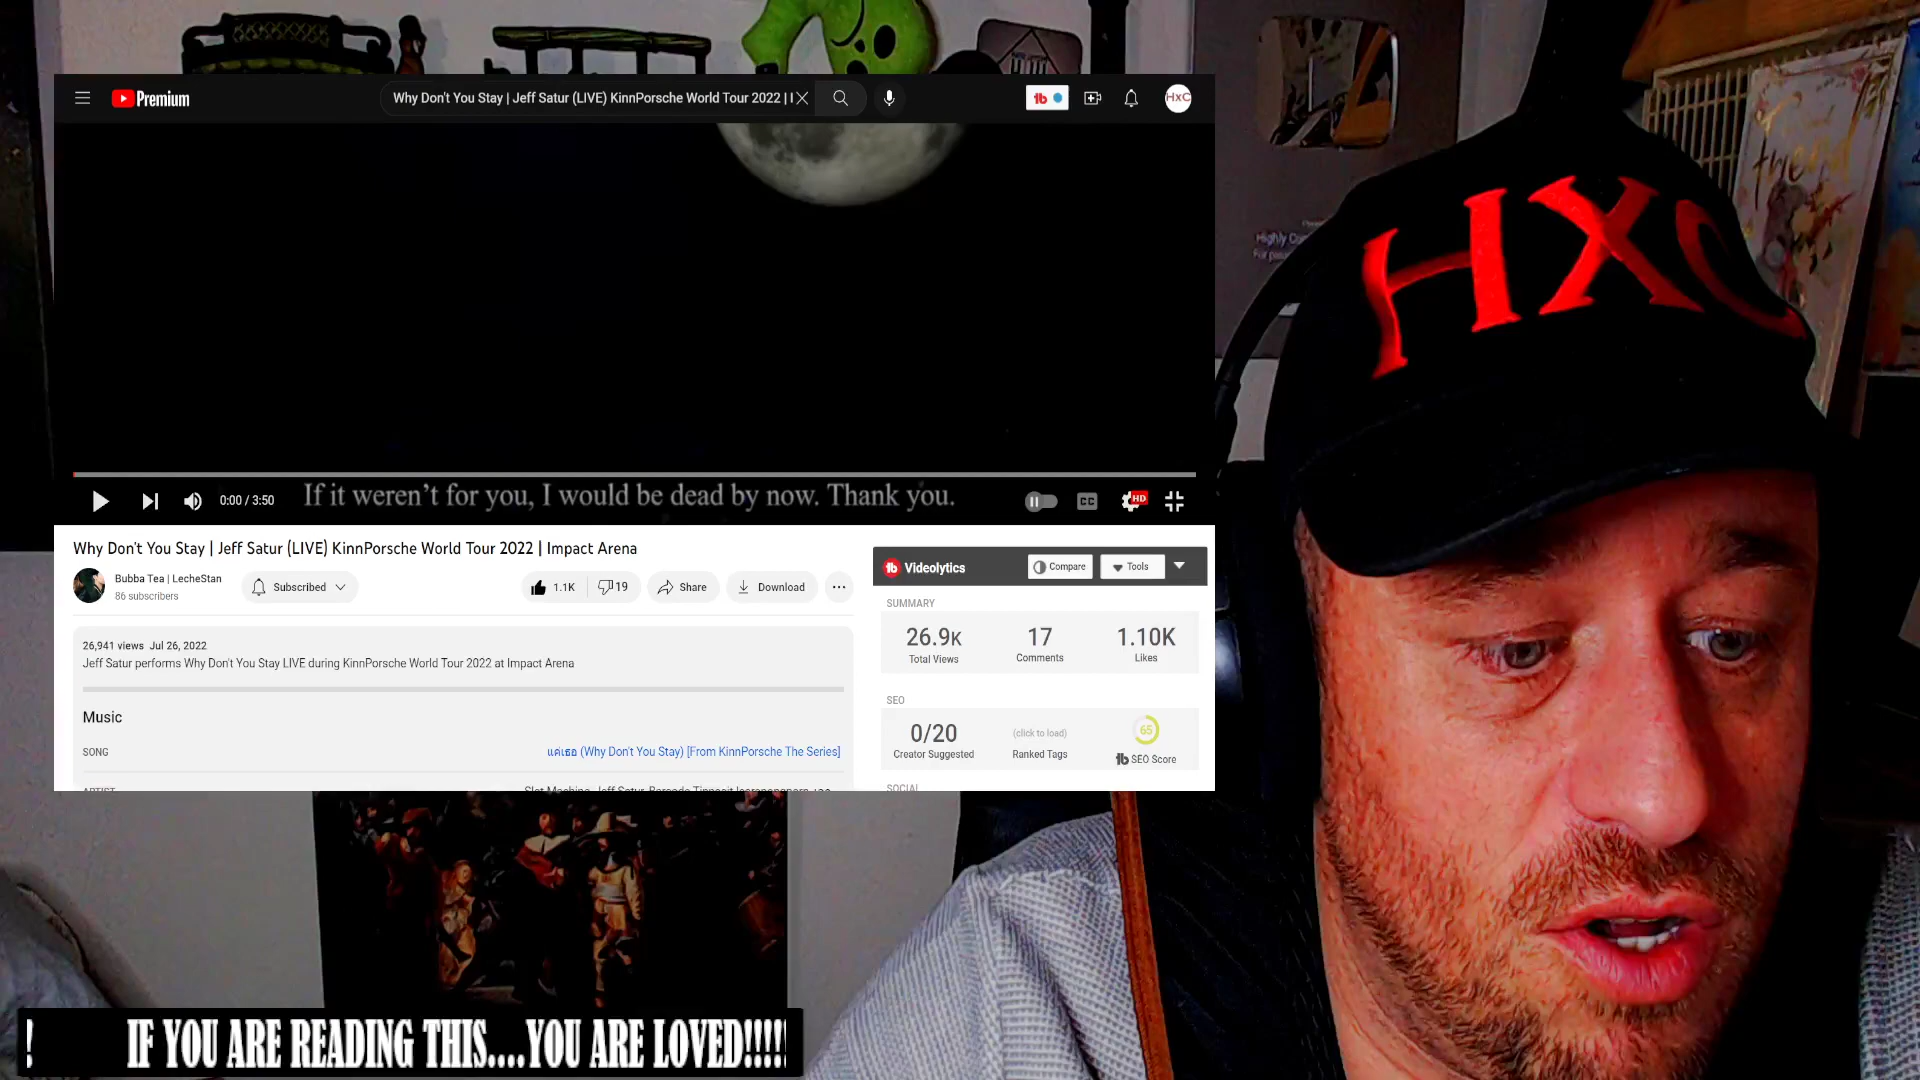 Premium
Why Don't You Stay | Jeff Satur (LIVE) KinnPorsche World Tour 2022 | I
HxC
If it weren't for you, I would be dead by now. Thank you.
0:00 / 3:50
CC
HD
Why Don't You Stay | Jeff Satur (LIVE) KinnPorsche World Tour 2022 | Impact Arena
Bubba Tea | LecheStan
86 subscribers
Subscribed
1.1K
19
Share
Download
26,941 views Jul 26, 2022
Jeff Satur performs Why Don't You Stay LIVE during KinnPorsche World Tour 2022 at Impact Arena
Music
SONG
แค่เธอ (Why Don't You Stay) [From KinnPorsche The Series]
tb Videolytics
Compare
Tools
SUMMARY
26.9K
Total Views
17
Comments
1.10K
Likes
SEO
0/20
Creator Suggested
(click to load)
Ranked Tags
65
tb SEO Score
SOCIAL
HXC
! IF YOU ARE READING THIS....YOU ARE LOVED!!!!!